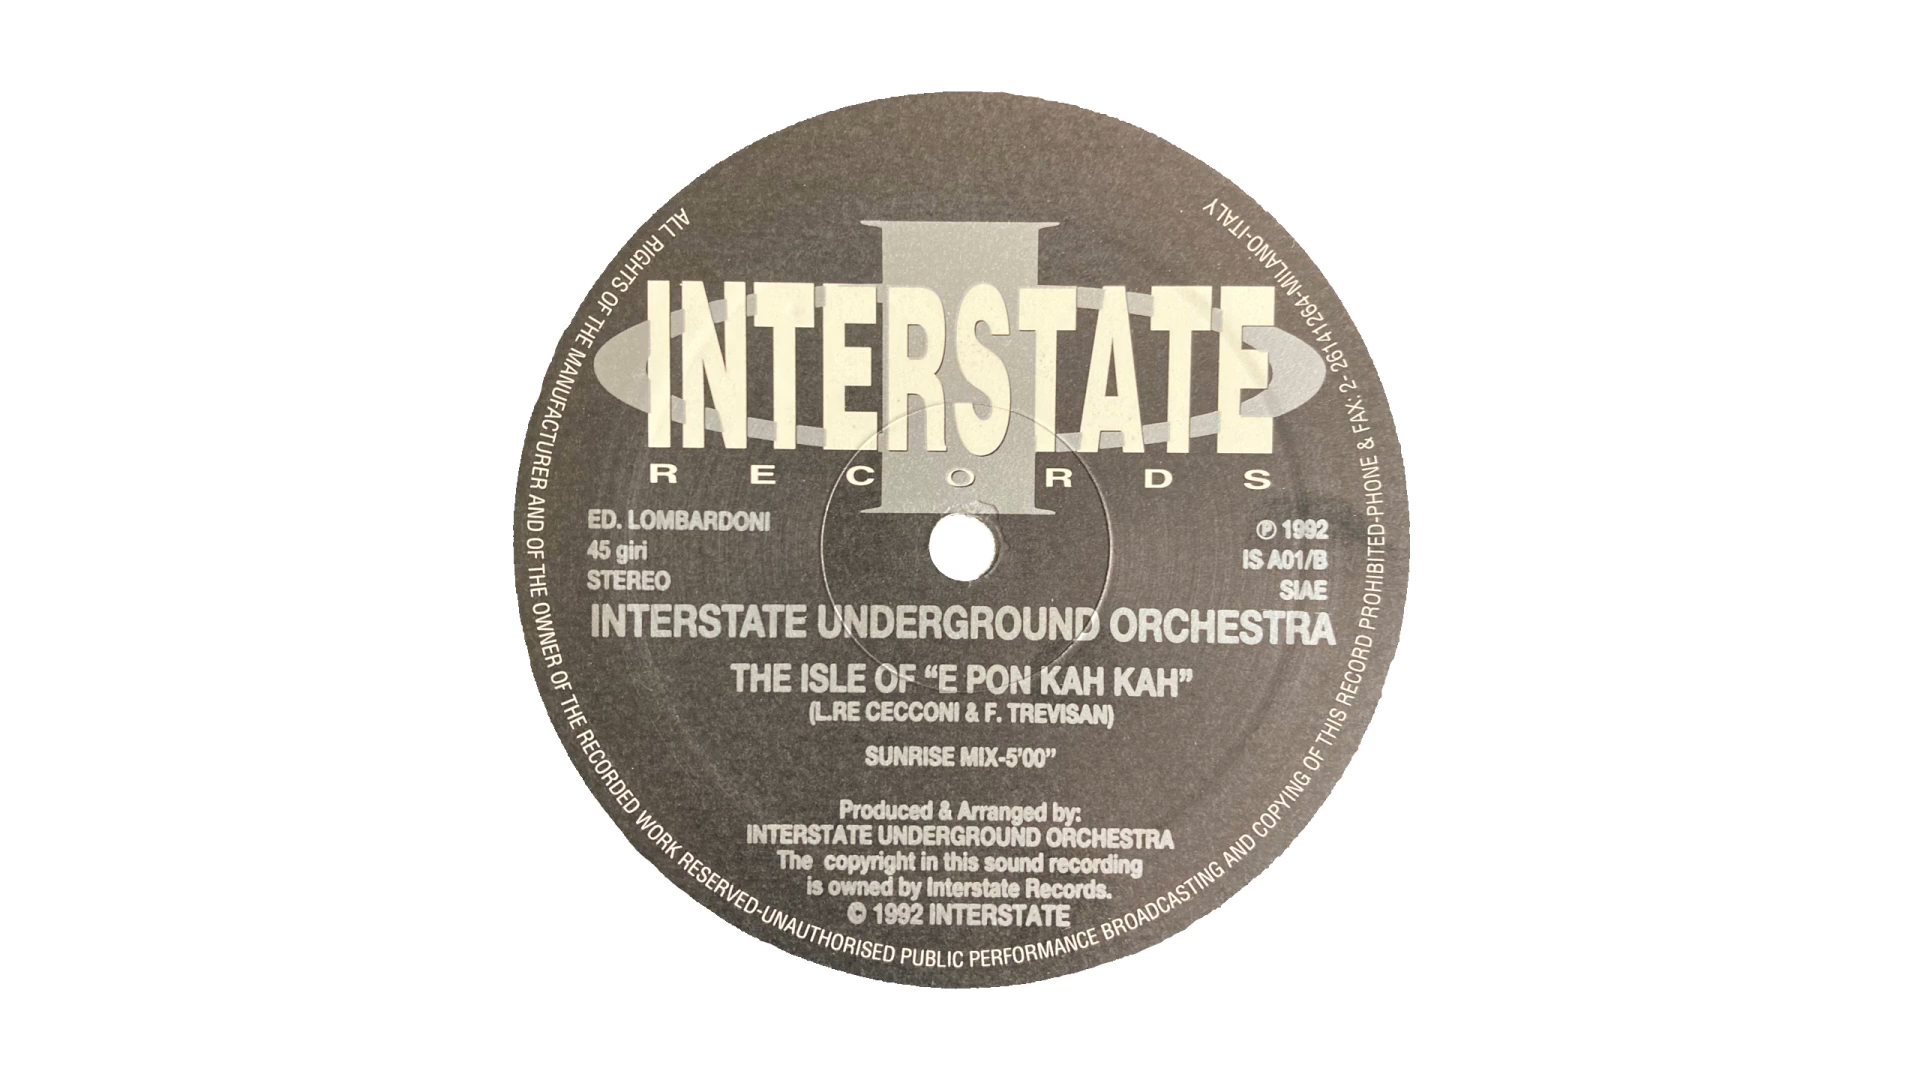 INTERSTATE
RECORDS
ED. LOMBARDONI
45 giri
STEREO
℗ 1992
IS A01/B
SIAE
INTERSTATE UNDERGROUND ORCHESTRA
THE ISLE OF “E PON KAH KAH”
(L.RE CECCONI & F. TREVISAN)
SUNRISE MIX-5'00”
Produced & Arranged by:
INTERSTATE UNDERGROUND ORCHESTRA
The copyright in this sound recording
is owned by Interstate Records.
© 1992 INTERSTATE
ALL RIGHTS OF THE MANUFACTURER AND OF THE OWNER OF THE RECORDED WORK RESERVED-UNAUTHORISED PUBLIC PERFORMANCE BROADCASTING AND COPYING OF THIS RECORD PROHIBITED-PHONE & FAX: 2- 26141264-MILANO-ITALY